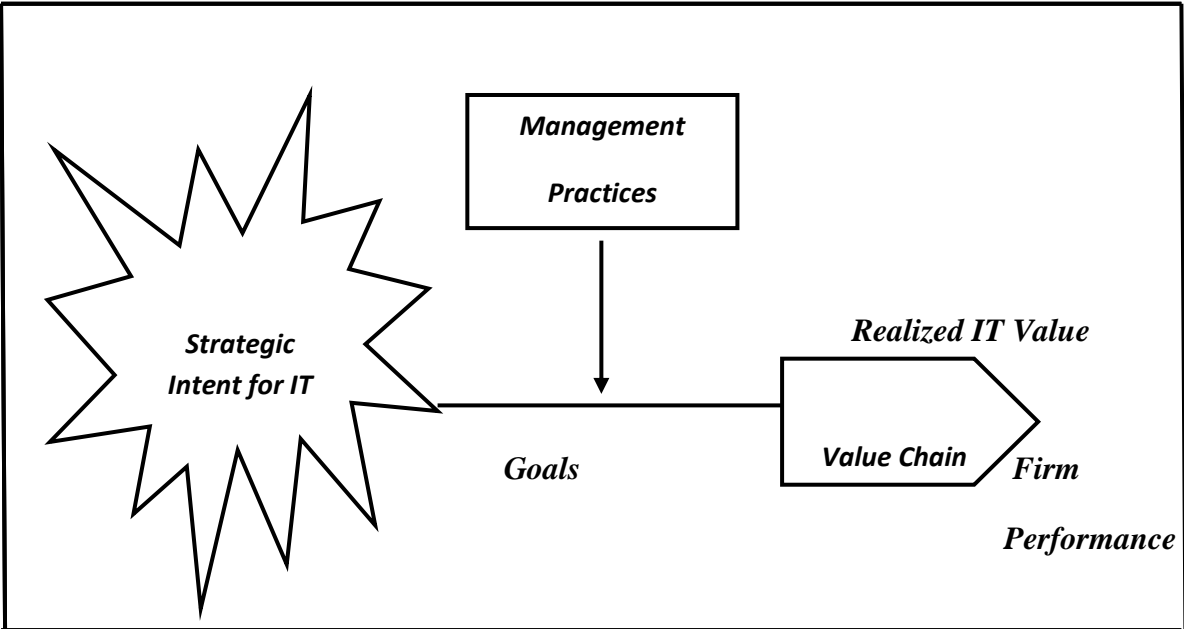 Management
Practices
Strategic
Intent for IT
Realized IT Value
Goals
Value Chain
Firm
Performance